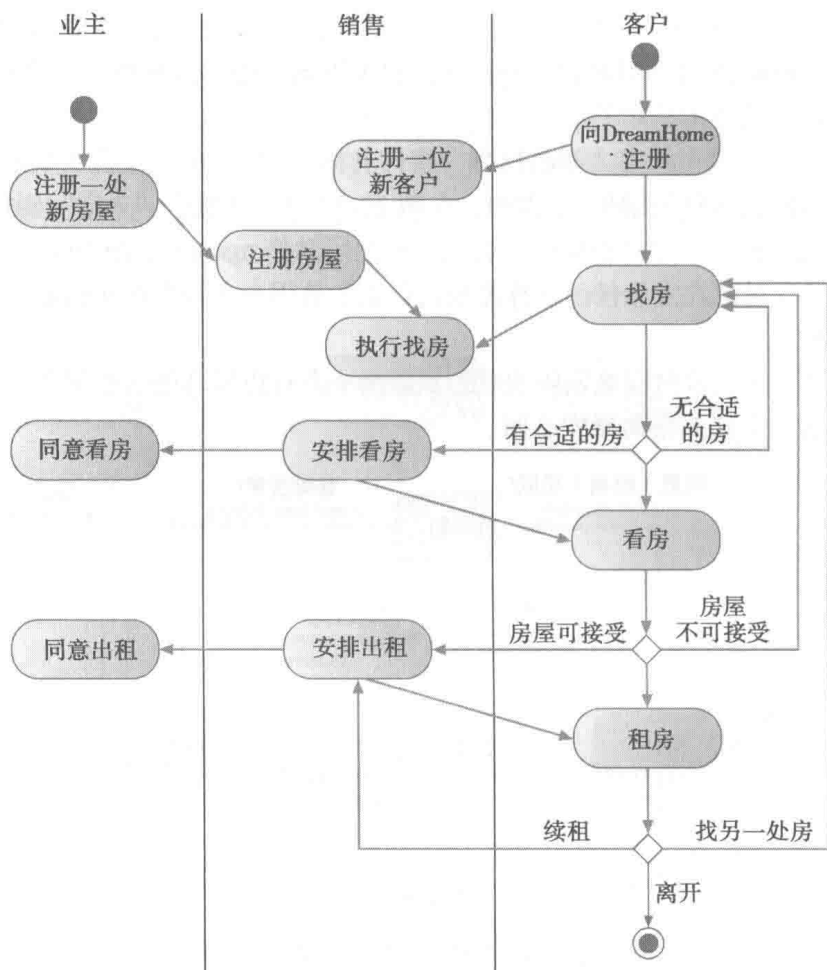 业主
销售
客户
向DreamHome
注册
注册一位
新客户
注册一处
新房屋
注册房屋
找房
执行找房
有合适的房
无合适
的房
同意看房
安排看房
看房
房屋可接受
房屋
不可接受
同意出租
安排出租
租房
续租
找另一处房
离开